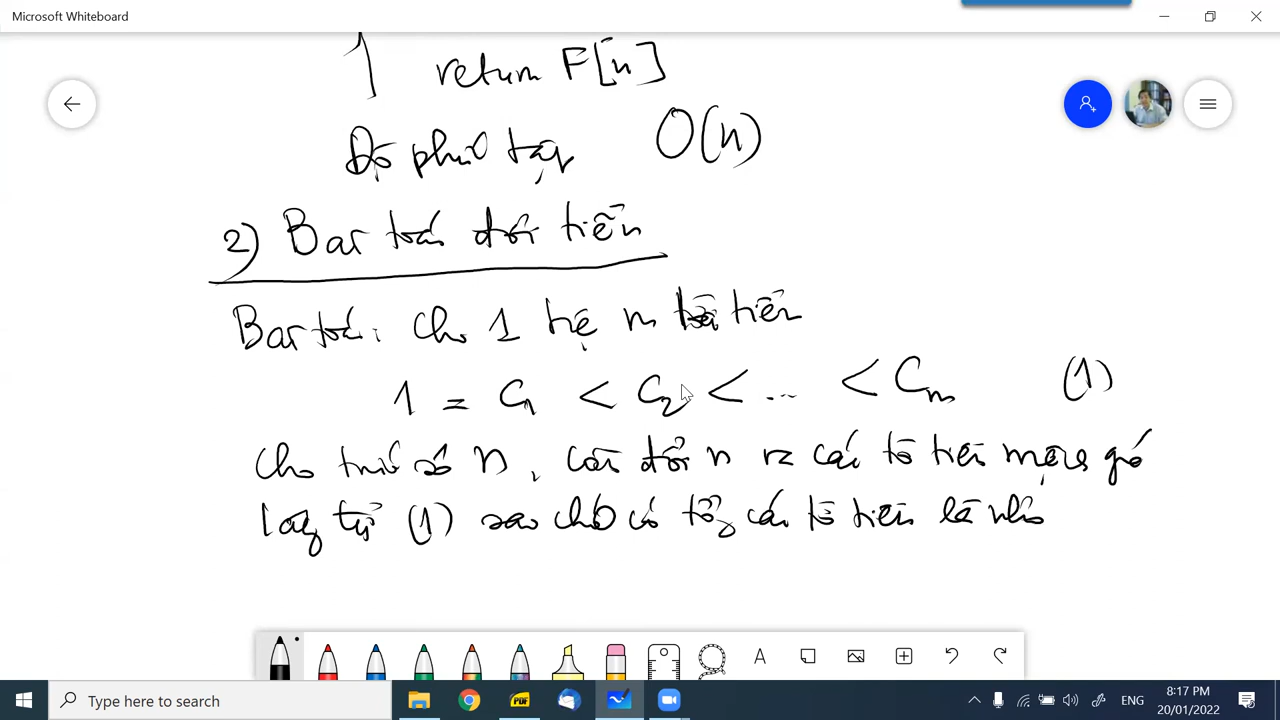 Microsoft Whiteboard
return F[n]
Độ phức tạp O(n)
2) Bài toán đổi tiền
Bài toán: Cho 1 hệ m tờ tiền
1 = C1 < C2 < ... < Cm (1)
Cho trước số n, cần đổi n ra các tờ tiền mệnh giá
lấy từ (1) sao cho có tổng các tờ tiền là nhỏ
Type here to search
ENG
8:17 PM
20/01/2022